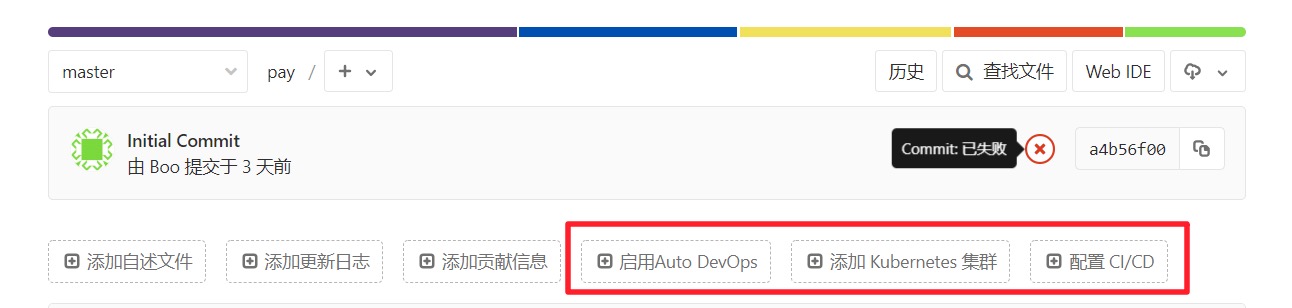 master
pay / +
历史
查找文件
Web IDE
Initial Commit
由 Boo 提交于 3 天前
Commit: 已失败
a4b56f00
添加自述文件
添加更新日志
添加贡献信息
启用Auto DevOps
添加 Kubernetes 集群
配置 CI/CD